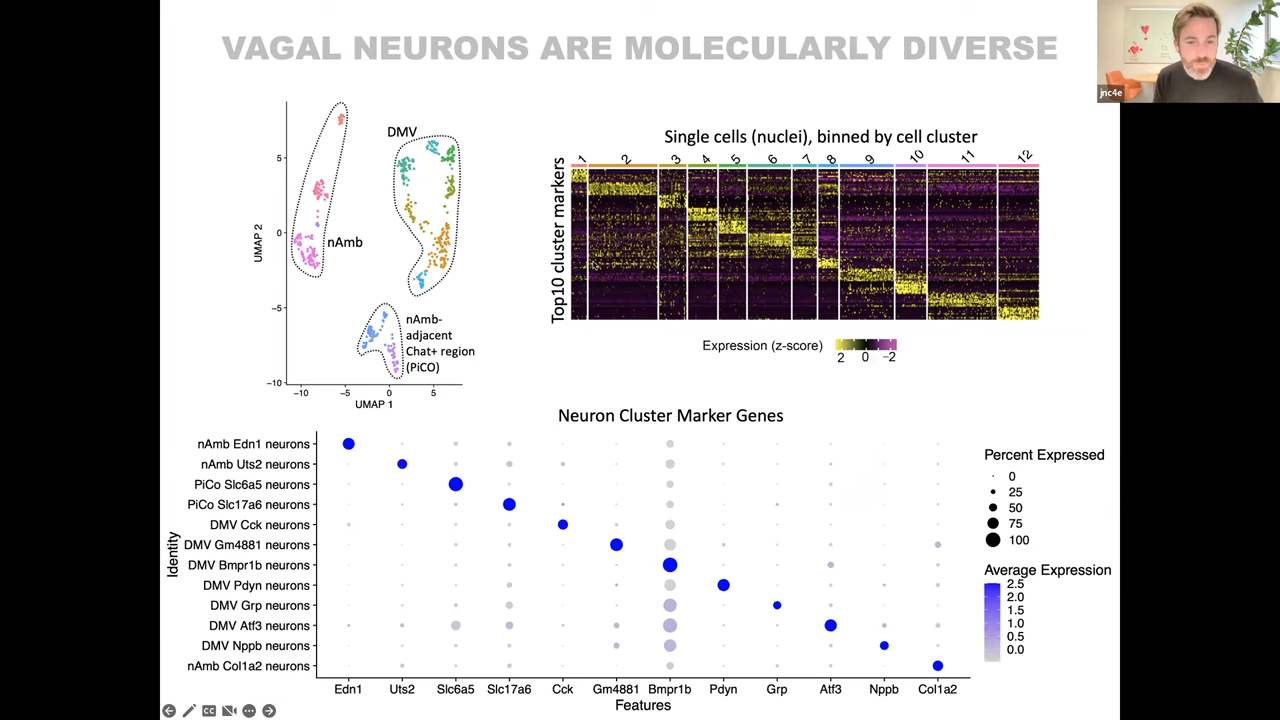 VAGAL NEURONS ARE MOLECULARLY DIVERSE
jnc4e
DMV
nAmb
nAmb-
adjacent
Chat+ region
(PiCO)
5
0
−5
−10
UMAP 2
−10 −5 0 5
UMAP 1
Single cells (nuclei), binned by cell cluster
1 2 3 4 5 6 7 8 9 10 11 12
Top10 cluster markers
Expression (z-score)
2 0 −2
Neuron Cluster Marker Genes
Identity
nAmb Edn1 neurons
nAmb Uts2 neurons
PiCo Slc6a5 neurons
PiCo Slc17a6 neurons
DMV Cck neurons
DMV Gm4881 neurons
DMV Bmpr1b neurons
DMV Pdyn neurons
DMV Grp neurons
DMV Atf3 neurons
DMV Nppb neurons
nAmb Col1a2 neurons
Edn1 Uts2 Slc6a5 Slc17a6 Cck Gm4881 Bmpr1b Pdyn Grp Atf3 Nppb Col1a2
Features
Percent Expressed
0
25
50
75
100
Average Expression
2.5
2.0
1.5
1.0
0.5
0.0
CC